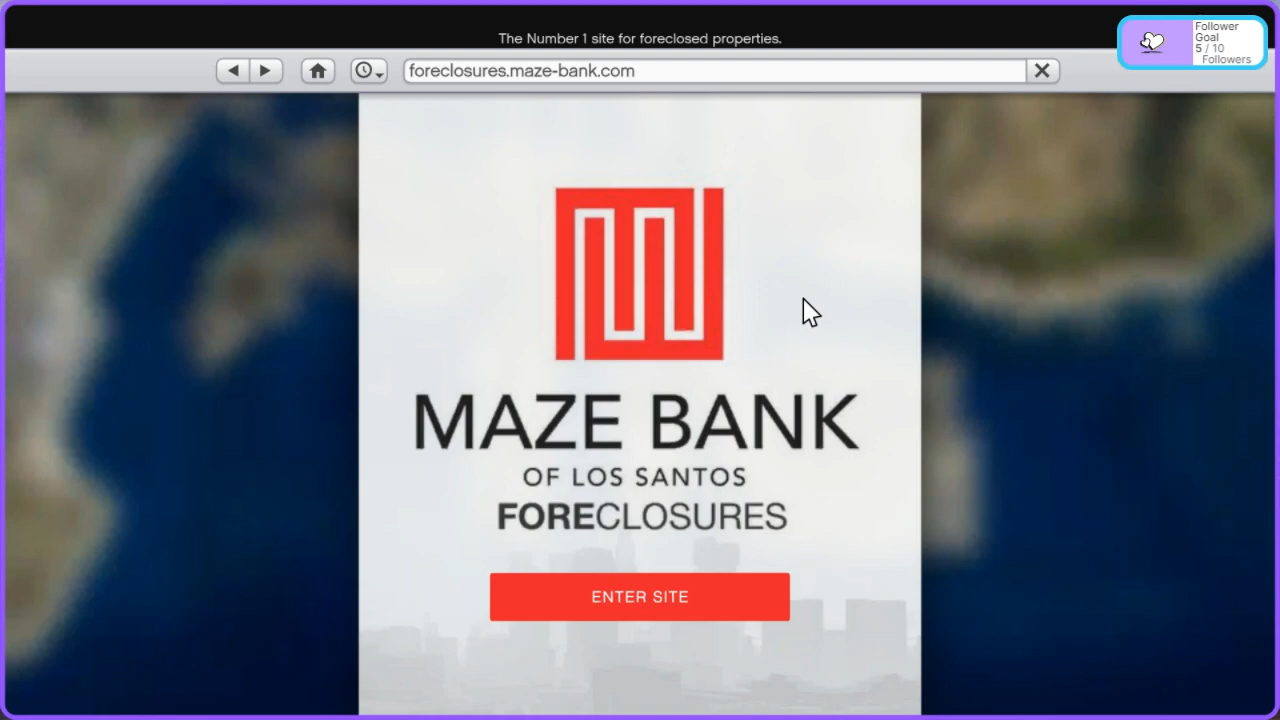 The Number 1 site for foreclosed properties.
Follower
Goal
5 / 10
Followers
foreclosures.maze-bank.com
MAZE BANK
OF LOS SANTOS
FORECLOSURES
ENTER SITE